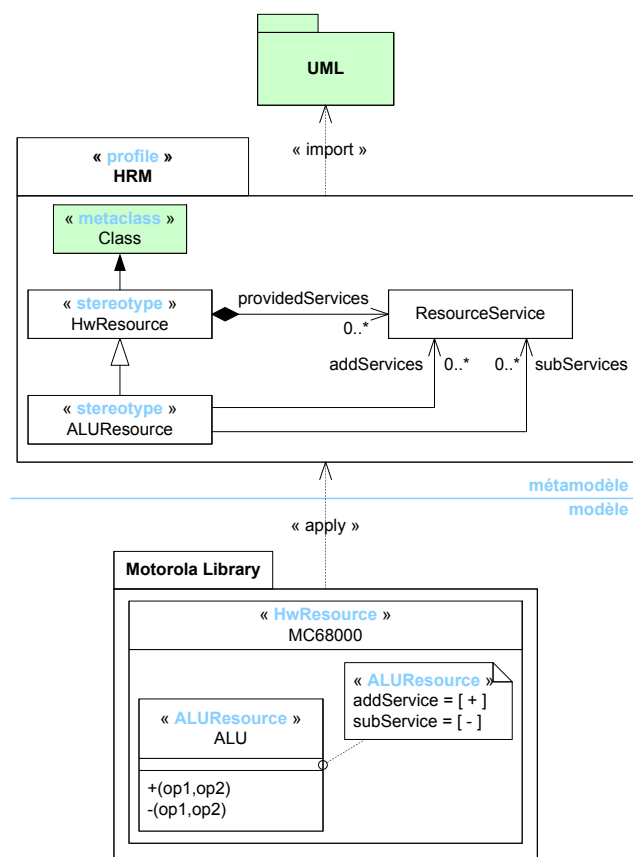 UML
« import »
« profile »
HRM
« metaclass »
Class
« stereotype »
HwResource
providedServices
0..*
ResourceService
addServices
0..*
0..*
subServices
« stereotype »
ALUResource
métamodèle
modèle
« apply »
Motorola Library
« HwResource »
MC68000
« ALUResource »
addService = [ + ]
subService = [ - ]
« ALUResource »
ALU
+(op1,op2)
-(op1,op2)